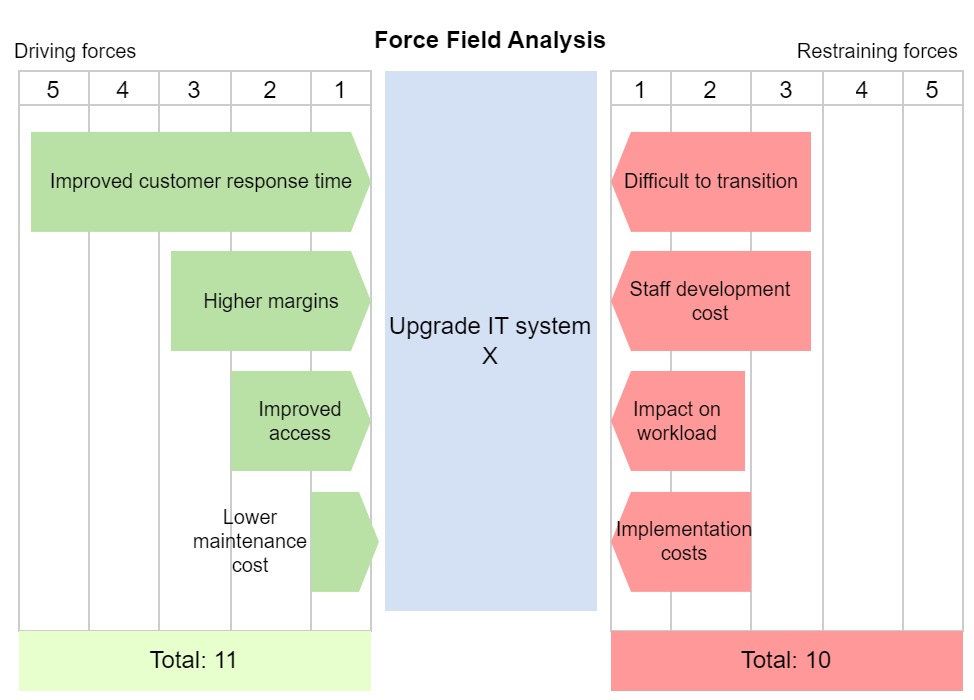 Force Field Analysis
Driving forces
Restraining forces
5 4 3 2 1
1 2 3 4 5
Improved customer response time
Difficult to transition
Higher margins
Staff development
cost
Upgrade IT system
X
Improved
access
Impact on
workload
Lower
maintenance
cost
Implementation
costs
Total: 11
Total: 10